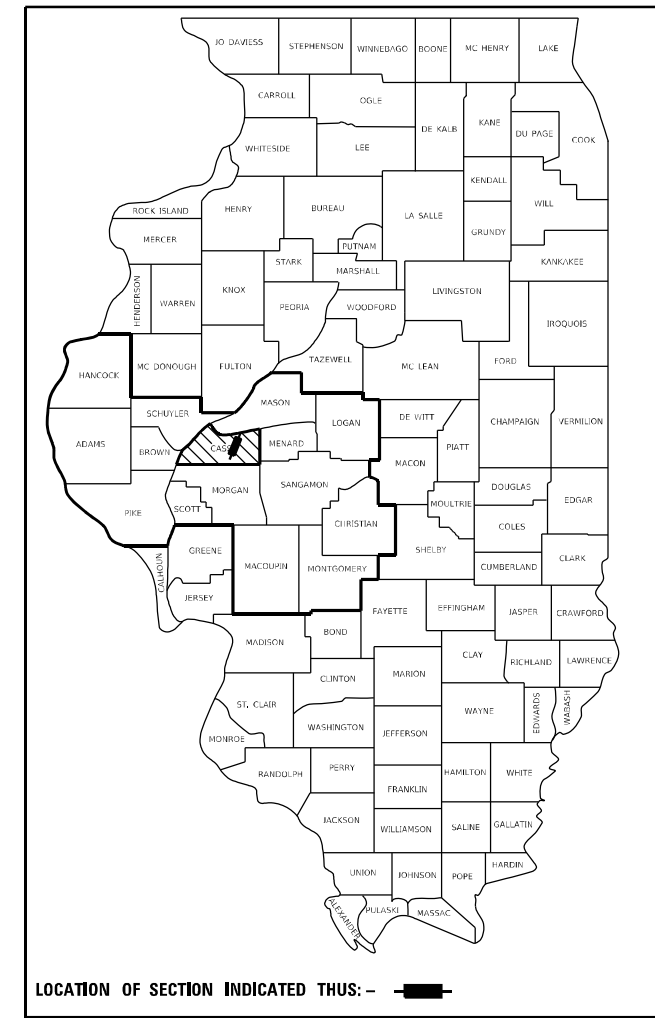 JO DAVIESS STEPHENSON WINNEBAGO BOONE MC HENRY LAKE
CARROLL OGLE
DE KALB KANE DU PAGE COOK
WHITESIDE LEE
KENDALL
WILL
ROCK ISLAND HENRY BUREAU LA SALLE
GRUNDY
MERCER PUTNAM
STARK MARSHALL KANKAKEE
HENDERSON WARREN KNOX
PEORIA WOODFORD LIVINGSTON
IROQUOIS
HANCOCK MC DONOUGH FULTON TAZEWELL MC LEAN FORD
MASON
SCHUYLER LOGAN DE WITT
ADAMS CHAMPAIGN VERMILION
BROWN CASS MENARD PIATT
MACON
MORGAN SANGAMON
PIKE SCOTT MOULTRIE DOUGLAS EDGAR
CHRISTIAN COLES
GREENE SHELBY
CALHOUN MACOUPIN MONTGOMERY CUMBERLAND CLARK
JERSEY
FAYETTE EFFINGHAM JASPER CRAWFORD
MADISON BOND
CLAY RICHLAND LAWRENCE
CLINTON MARION
ST. CLAIR WAYNE EDWARDS WABASH
WASHINGTON JEFFERSON
MONROE
RANDOLPH PERRY HAMILTON WHITE
FRANKLIN
JACKSON WILLIAMSON SALINE GALLATIN
HARDIN
UNION JOHNSON POPE
ALEXANDER PULASKI MASSAC
LOCATION OF SECTION INDICATED THUS: –